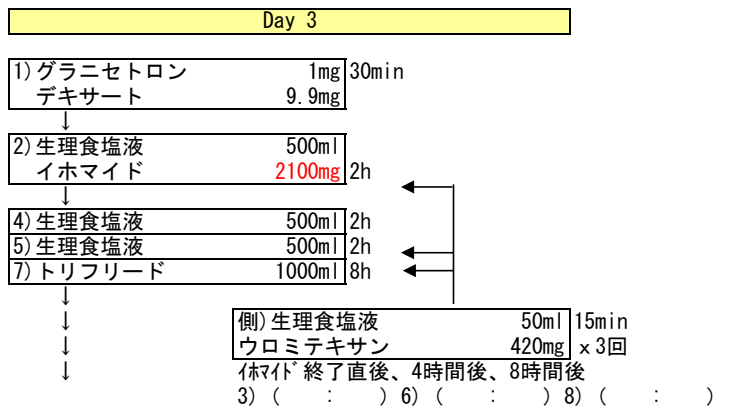 Day 3
1)グラニセトロン 1mg 30min
デキサート 9.9mg
↓
2)生理食塩液 500ml
イホマイド 2100mg 2h
↓
4)生理食塩液 500ml 2h
5)生理食塩液 500ml 2h
7)トリフリード 1000ml 8h
↓
↓ 側)生理食塩液 50ml 15min
↓ ウロミテキサン 420mg ×3回
↓ ｲﾎﾏｲﾄﾞ終了直後、4時間後、8時間後
3) ( : ) 6) ( : ) 8) ( : )